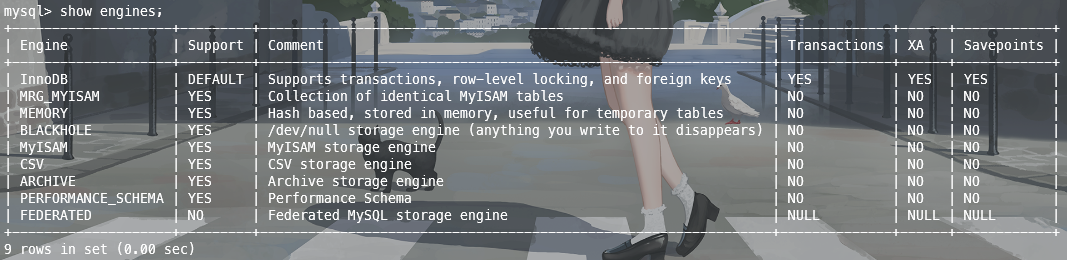 mysql> show engines;
+--------------------+---------+----------------------------------------------------------------+--------------+------+------------+
| Engine             | Support | Comment                                                        | Transactions | XA   | Savepoints |
+--------------------+---------+----------------------------------------------------------------+--------------+------+------------+
| InnoDB             | DEFAULT | Supports transactions, row-level locking, and foreign keys     | YES          | YES  | YES        |
| MRG_MYISAM         | YES     | Collection of identical MyISAM tables                          | NO           | NO   | NO         |
| MEMORY             | YES     | Hash based, stored in memory, useful for temporary tables      | NO           | NO   | NO         |
| BLACKHOLE          | YES     | /dev/null storage engine (anything you write to it disappears) | NO           | NO   | NO         |
| MyISAM             | YES     | MyISAM storage engine                                          | NO           | NO   | NO         |
| CSV                | YES     | CSV storage engine                                             | NO           | NO   | NO         |
| ARCHIVE            | YES     | Archive storage engine                                         | NO           | NO   | NO         |
| PERFORMANCE_SCHEMA | YES     | Performance Schema                                             | NO           | NO   | NO         |
| FEDERATED          | NO      | Federated MySQL storage engine                                 | NULL         | NULL | NULL       |
+--------------------+---------+----------------------------------------------------------------+--------------+------+------------+
9 rows in set (0.00 sec)